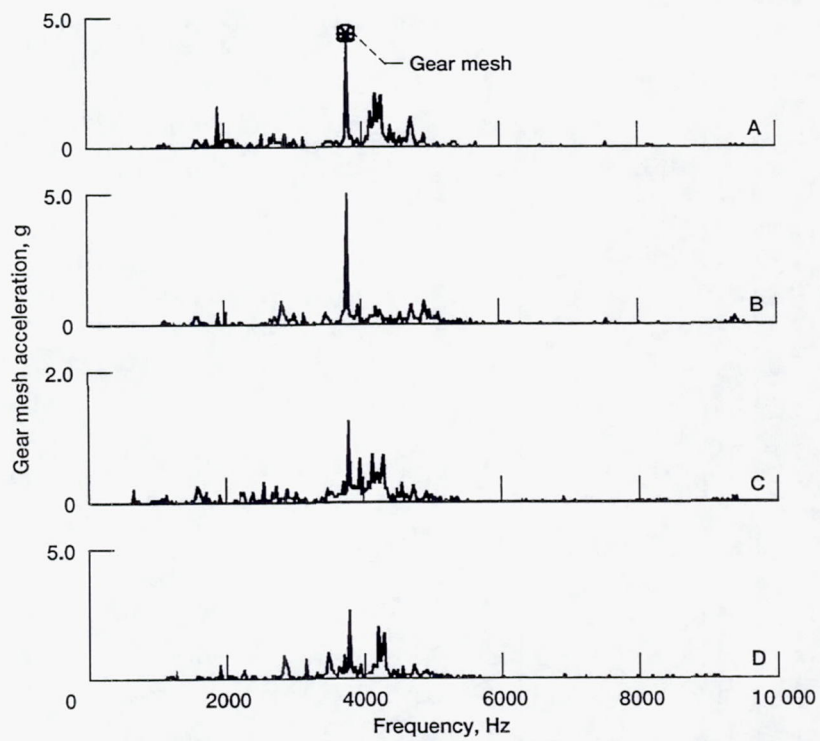 5.0
Gear mesh
A
0
5.0
B
0
Gear mesh acceleration, g
2.0
C
0
5.0
D
0 2000 4000 6000 8000 10 000
Frequency, Hz